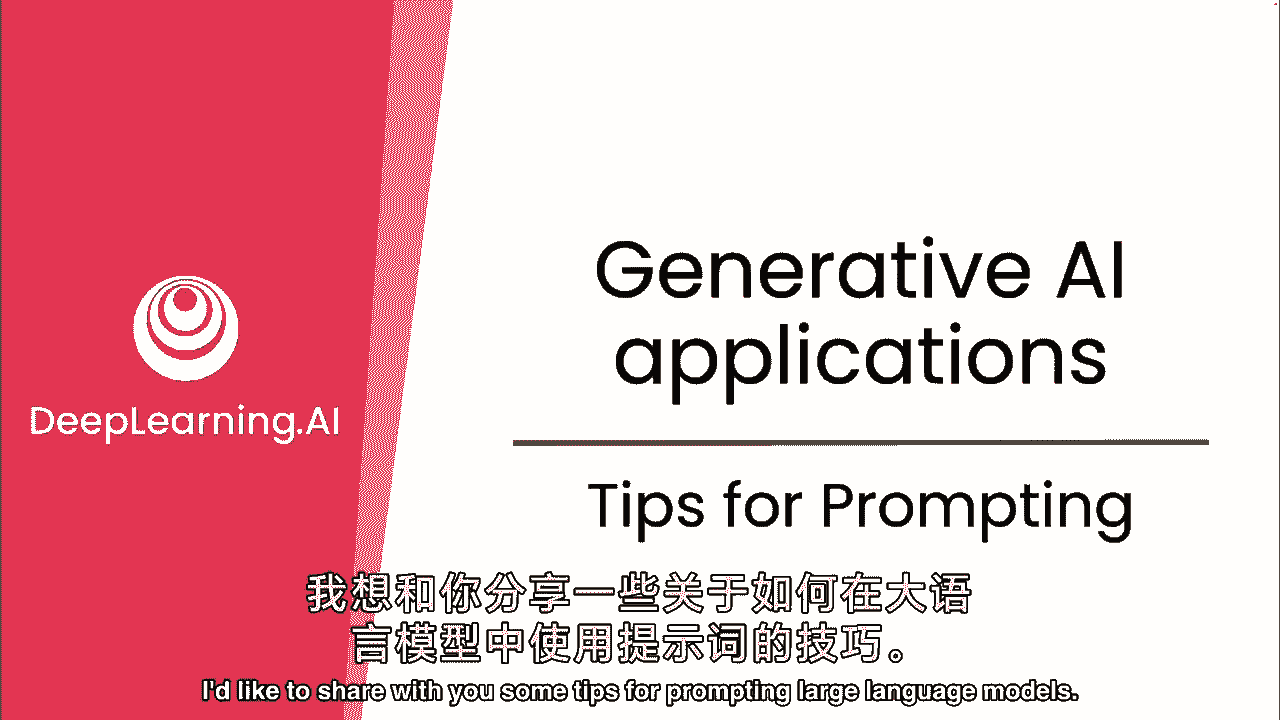 DeepLearning.AI
Generative AI
applications
Tips for Prompting
我想和你分享一些关于如何在大语
言模型中使用提示词的技巧。
I'd like to share with you some tips for prompting large language models.